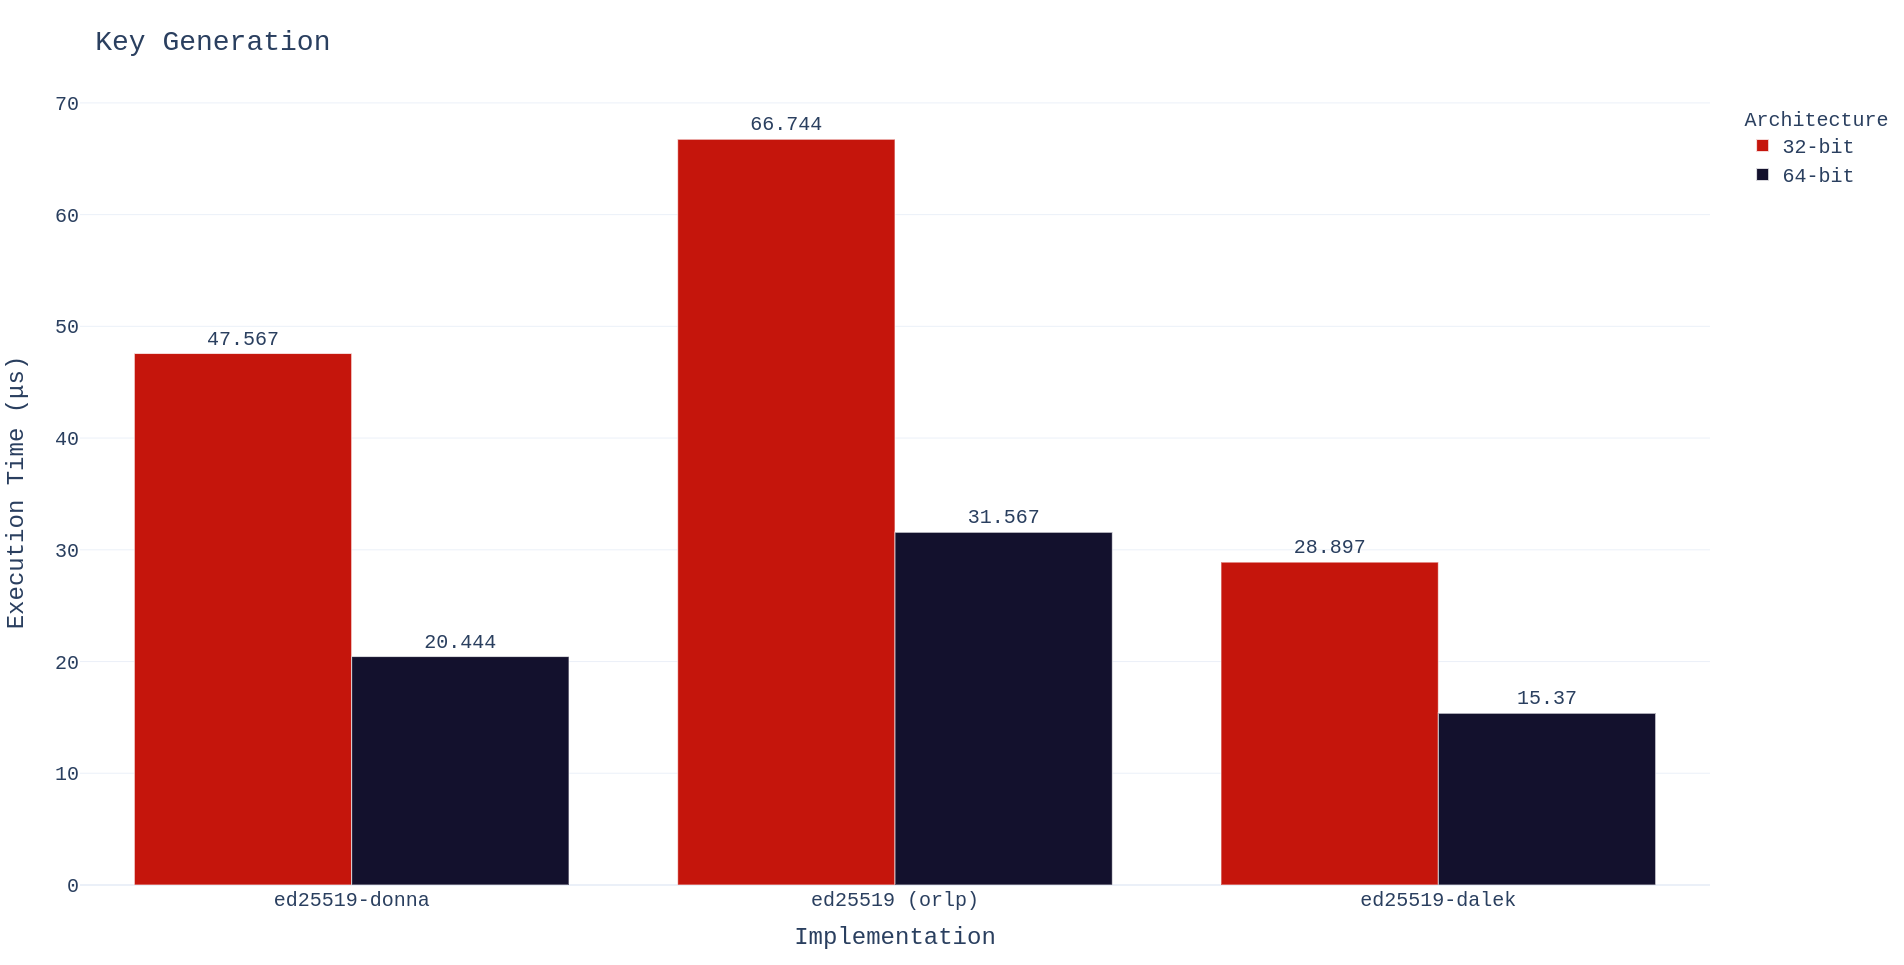 Key Generation
Execution Time (μs)
70
60
50
40
30
20
10
0
47.567
20.444
66.744
31.567
28.897
15.37
ed25519-donna
ed25519 (orlp)
ed25519-dalek
Implementation
Architecture
32-bit
64-bit